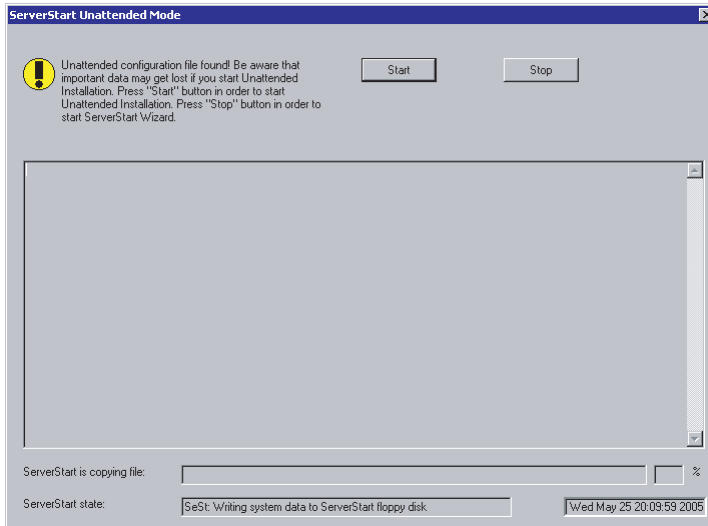 ServerStart Unattended Mode
Unattended configuration file found! Be aware that
important data may get lost if you start Unattended
Installation. Press "Start" button in order to start
Unattended Installation. Press "Stop" button in order to
start ServerStart Wizard.
Start
Stop
ServerStart is copying file:
%
ServerStart state:
SeSt: Writing system data to ServerStart floppy disk
Wed May 25 20:09:59 2005